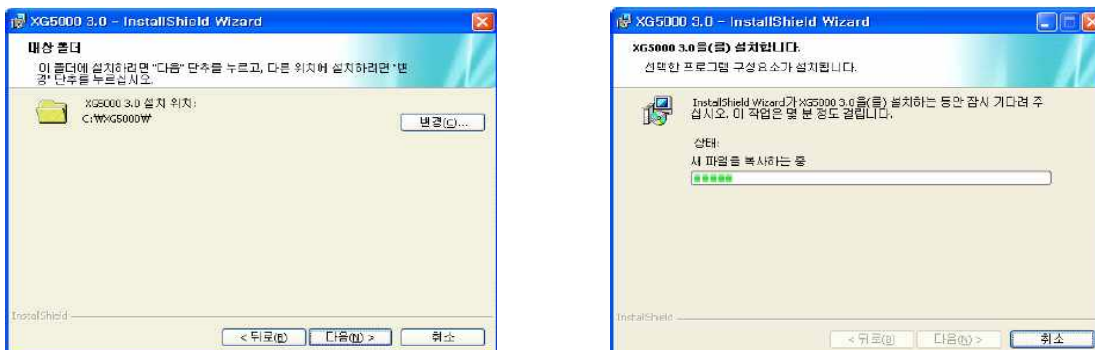 XG5000 3.0 - InstallShield Wizard
대상 폴더
이 폴더에 설치하려면 "다음" 단추를 누르고, 다른 위치에 설치하려면 "변
경" 단추를 누르십시오.
XG5000 3.0 설치 위치:
C:₩XG5000₩
변경(C)...
InstallShield
< 뒤로(B)
다음(N) >
취소
XG5000 3.0 - InstallShield Wizard
XG5000 3.0을(를) 설치합니다.
선택한 프로그램 구성요소가 설치됩니다.
InstallShield Wizard가 XG5000 3.0을(를) 설치하는 동안 잠시 기다려 주
십시오. 이 작업은 몇 분 정도 걸립니다.
상태:
새 파일을 복사하는 중
InstallShield
< 뒤로(B)
다음(N) >
취소